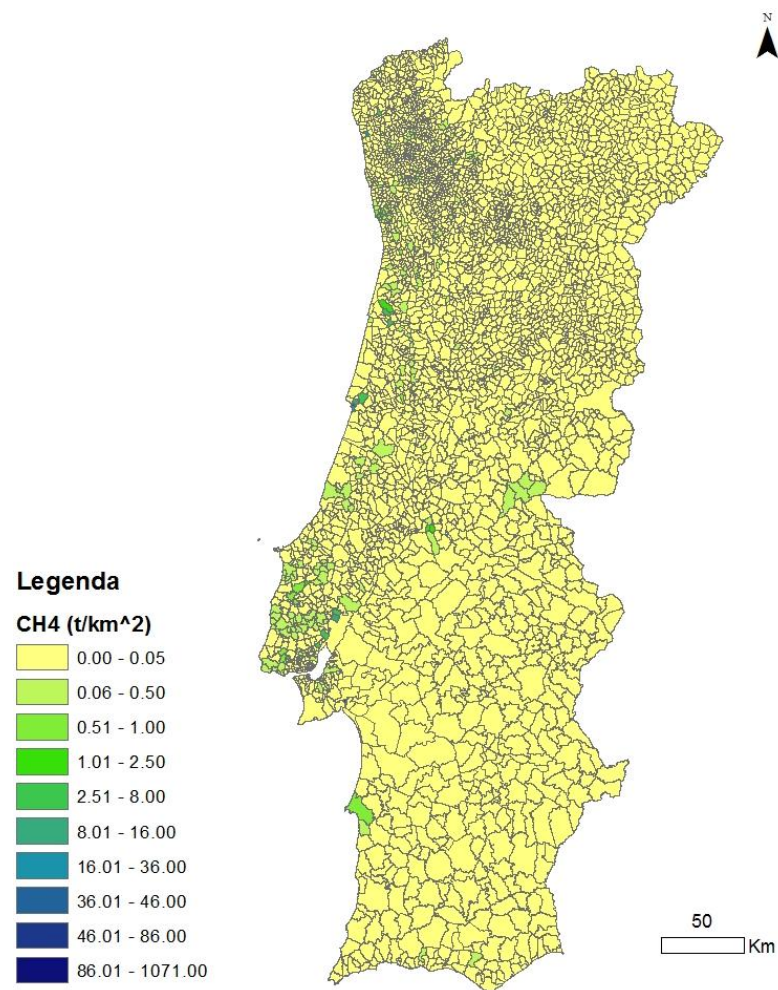 N
Legenda
CH4 (t/km^2)
0.00 - 0.05
0.06 - 0.50
0.51 - 1.00
1.01 - 2.50
2.51 - 8.00
8.01 - 16.00
16.01 - 36.00
36.01 - 46.00
46.01 - 86.00
86.01 - 1071.00
50
Km